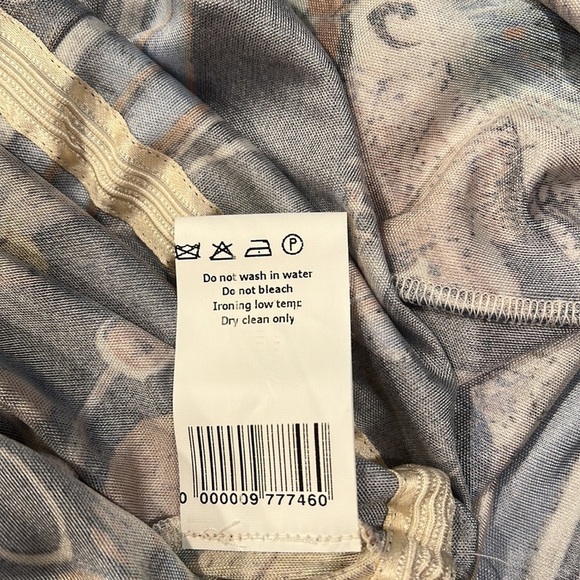 P
Do not wash in water
Do not bleach
Ironing low temp.
Dry clean only
0 000009 777460